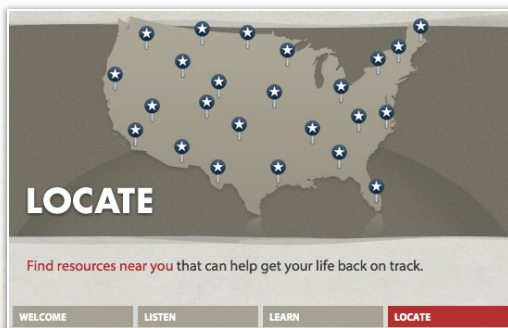 LOCATE
Find resources near you that can help get your life back on track.
WELCOME
LISTEN
LEARN
LOCATE